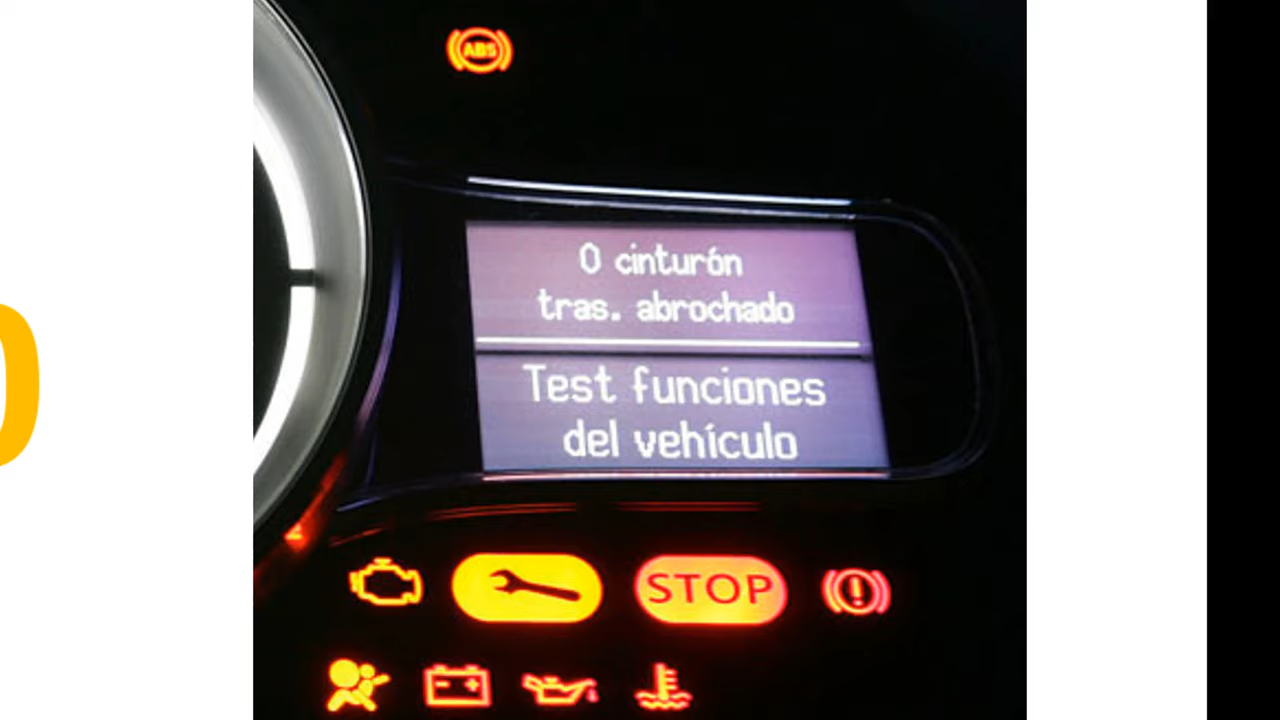 ABS
0 cinturón
tras. abrochado
Test funciones
del vehículo
STOP